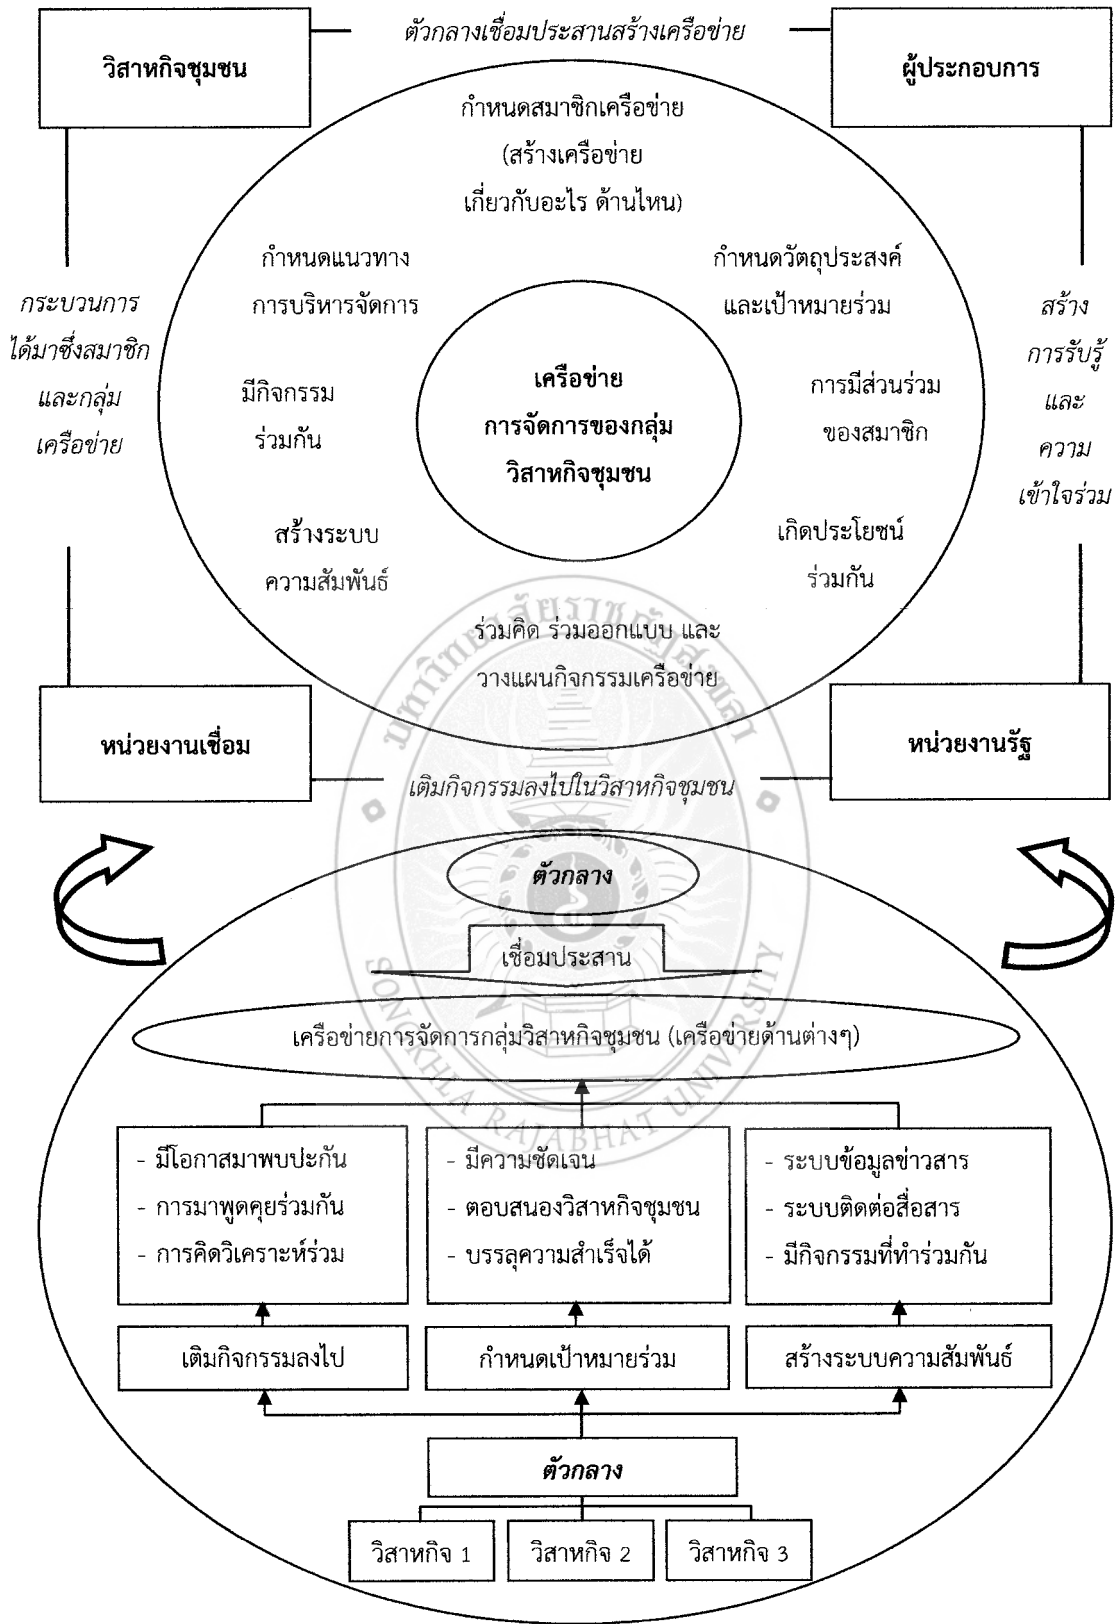 ตัวกลางเชื่อมประสานสร้างเครือข่าย
วิสาหกิจชุมชน
ผู้ประกอบการ
กำหนดสมาชิกเครือข่าย
(สร้างเครือข่าย
เกี่ยวกับอะไร ด้านไหน)
กำหนดแนวทาง
การบริหารจัดการ
กำหนดวัตถุประสงค์
และเป้าหมายร่วม
กระบวนการ
ได้มาซึ่งสมาชิก
และกลุ่ม
เครือข่าย
สร้าง
การรับรู้
และ
ความ
เข้าใจร่วม
เครือข่าย
การจัดการของกลุ่ม
วิสาหกิจชุมชน
มีกิจกรรม
ร่วมกัน
การมีส่วนร่วม
ของสมาชิก
สร้างระบบ
ความสัมพันธ์
เกิดประโยชน์
ร่วมกัน
ร่วมคิด ร่วมออกแบบ และ
วางแผนกิจกรรมเครือข่าย
หน่วยงานเชื่อม
หน่วยงานรัฐ
เติมกิจกรรมลงไปในวิสาหกิจชุมชน
มหาวิทยาลัยราชภัฏสงขลา
SONGKHLA RAJABHAT UNIVERSITY
ตัวกลาง
เชื่อมประสาน
เครือข่ายการจัดการกลุ่มวิสาหกิจชุมชน (เครือข่ายด้านต่างๆ)
- มีโอกาสมาพบปะกัน
- การมาพูดคุยร่วมกัน
- การคิดวิเคราะห์ร่วม
- มีความชัดเจน
- ตอบสนองวิสาหกิจชุมชน
- บรรลุความสำเร็จได้
- ระบบข้อมูลข่าวสาร
- ระบบติดต่อสื่อสาร
- มีกิจกรรมที่ทำร่วมกัน
เติมกิจกรรมลงไป
กำหนดเป้าหมายร่วม
สร้างระบบความสัมพันธ์
ตัวกลาง
วิสาหกิจ 1
วิสาหกิจ 2
วิสาหกิจ 3